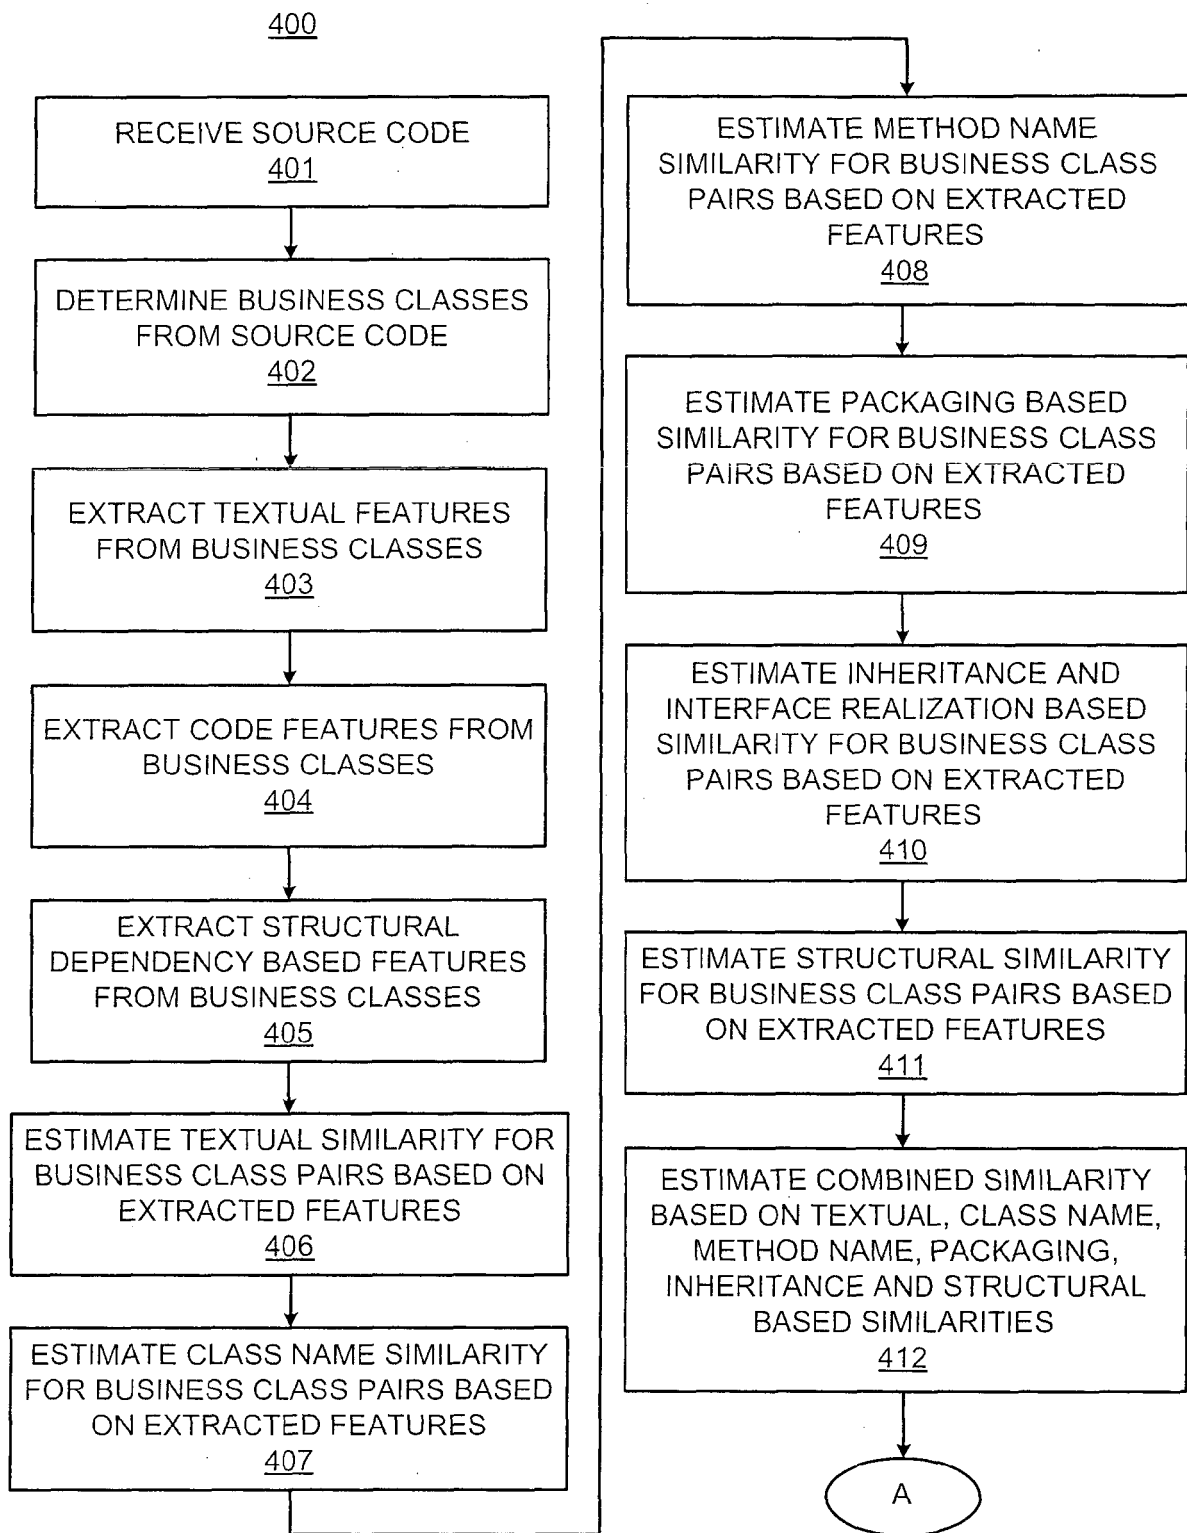 400
RECEIVE SOURCE CODE
401
DETERMINE BUSINESS CLASSES
FROM SOURCE CODE
402
EXTRACT TEXTUAL FEATURES
FROM BUSINESS CLASSES
403
EXTRACT CODE FEATURES FROM
BUSINESS CLASSES
404
EXTRACT STRUCTURAL
DEPENDENCY BASED FEATURES
FROM BUSINESS CLASSES
405
ESTIMATE TEXTUAL SIMILARITY FOR
BUSINESS CLASS PAIRS BASED ON
EXTRACTED FEATURES
406
ESTIMATE CLASS NAME SIMILARITY
FOR BUSINESS CLASS PAIRS BASED
ON EXTRACTED FEATURES
407
ESTIMATE METHOD NAME
SIMILARITY FOR BUSINESS CLASS
PAIRS BASED ON EXTRACTED
FEATURES
408
ESTIMATE PACKAGING BASED
SIMILARITY FOR BUSINESS CLASS
PAIRS BASED ON EXTRACTED
FEATURES
409
ESTIMATE INHERITANCE AND
INTERFACE REALIZATION BASED
SIMILARITY FOR BUSINESS CLASS
PAIRS BASED ON EXTRACTED
FEATURES
410
ESTIMATE STRUCTURAL SIMILARITY
FOR BUSINESS CLASS PAIRS BASED
ON EXTRACTED FEATURES
411
ESTIMATE COMBINED SIMILARITY
BASED ON TEXTUAL, CLASS NAME,
METHOD NAME, PACKAGING,
INHERITANCE AND STRUCTURAL
BASED SIMILARITIES
412
A